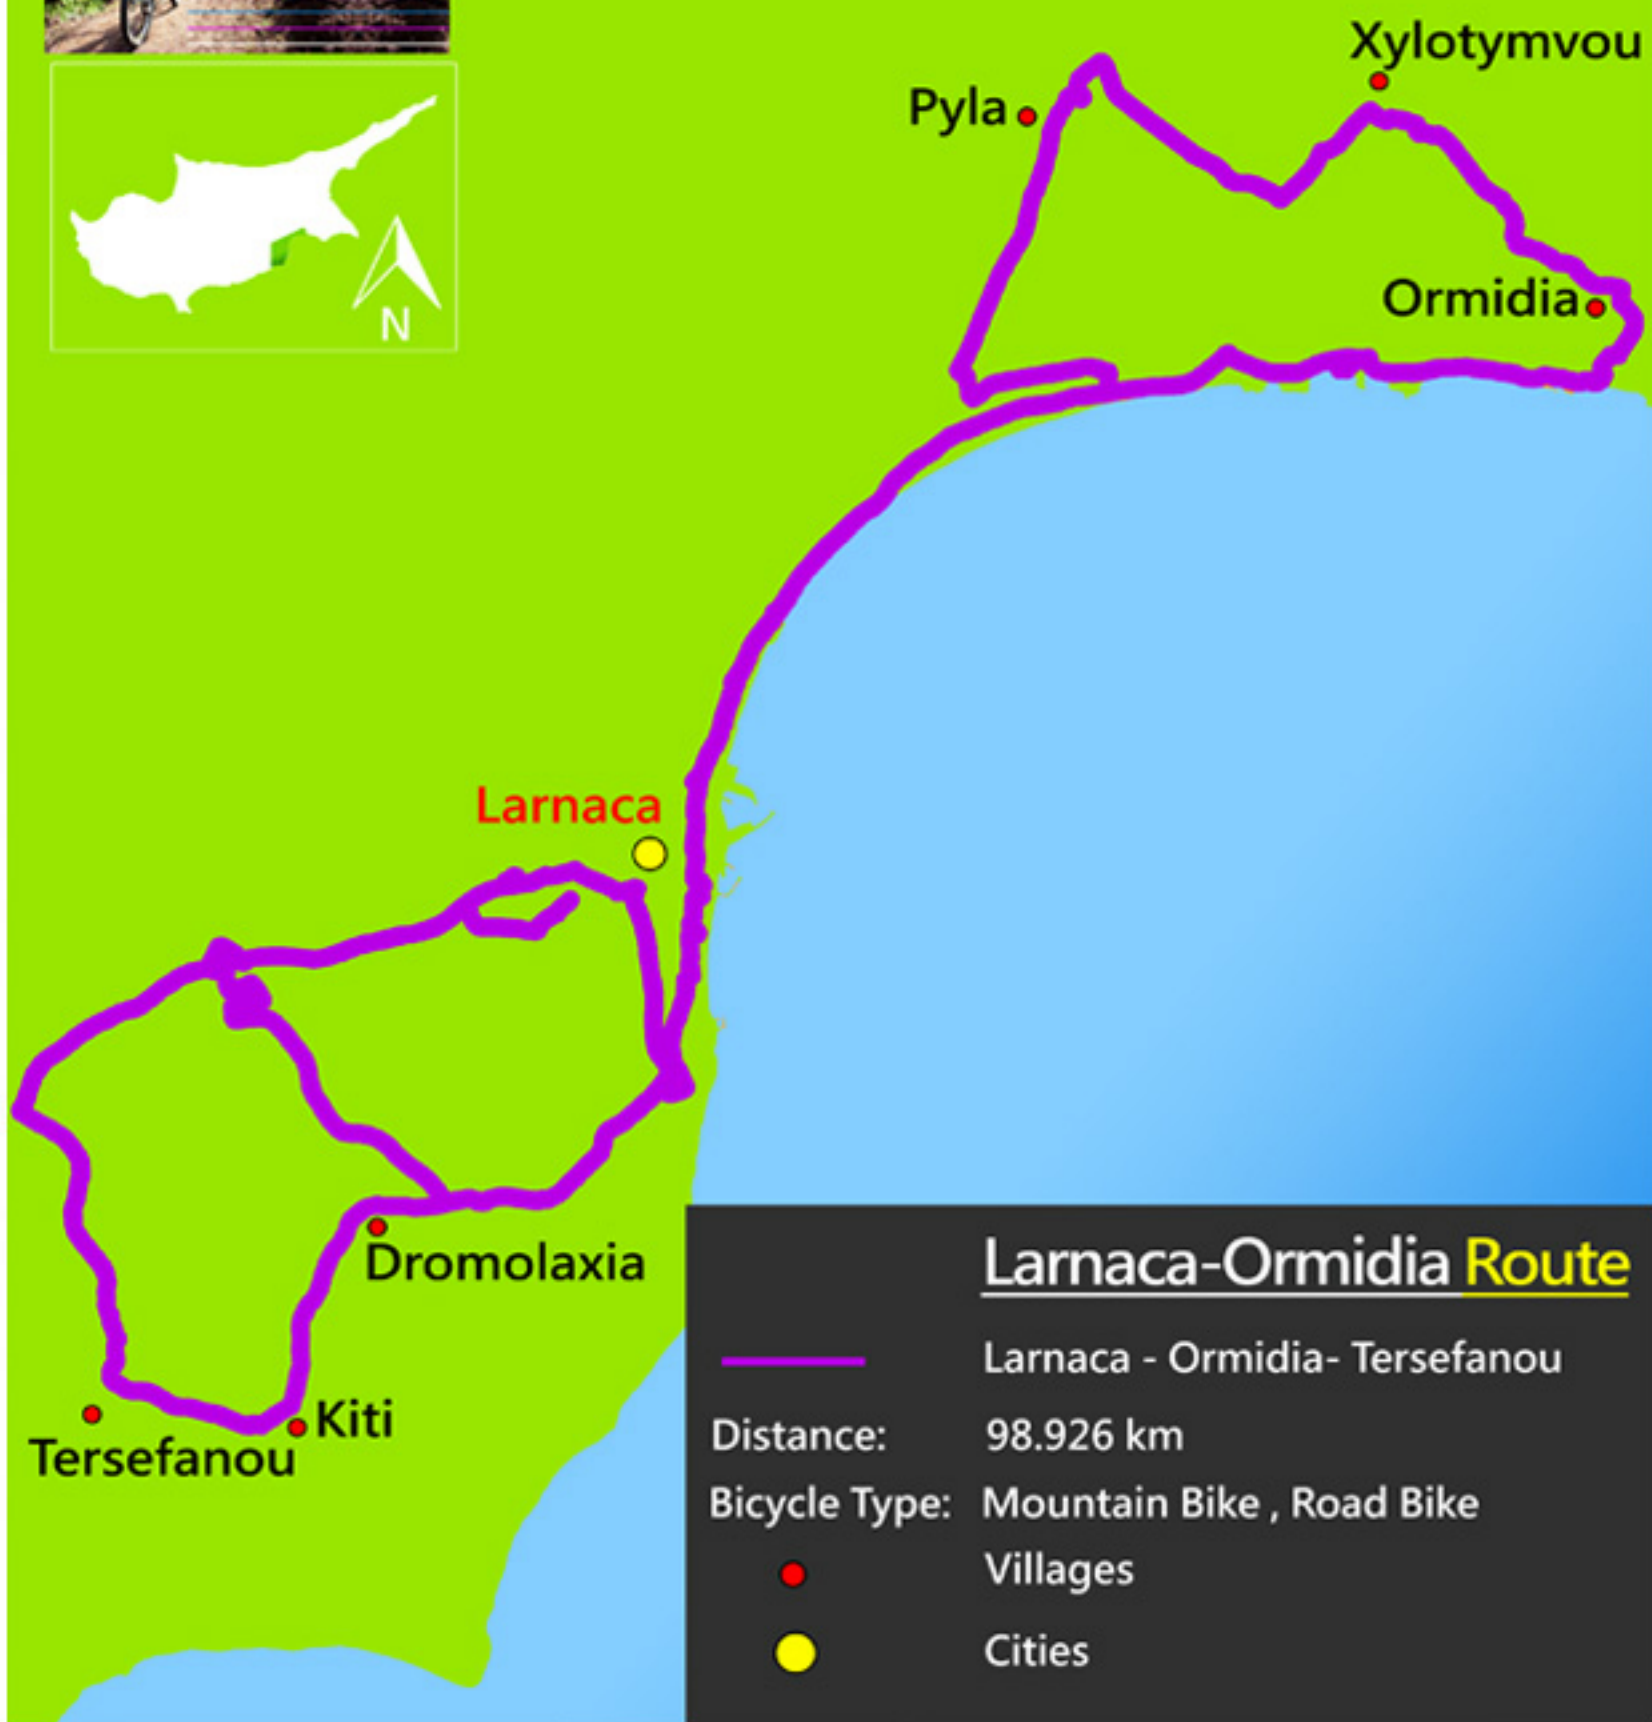 Xylotymvou
Pyla
N
Ormidia
Larnaca
Dromolaxia
Kiti
Tersefanou
Larnaca-Ormidia Route
Larnaca - Ormidia- Tersefanou
Distance: 98.926 km
Bicycle Type: Mountain Bike , Road Bike
Villages
Cities